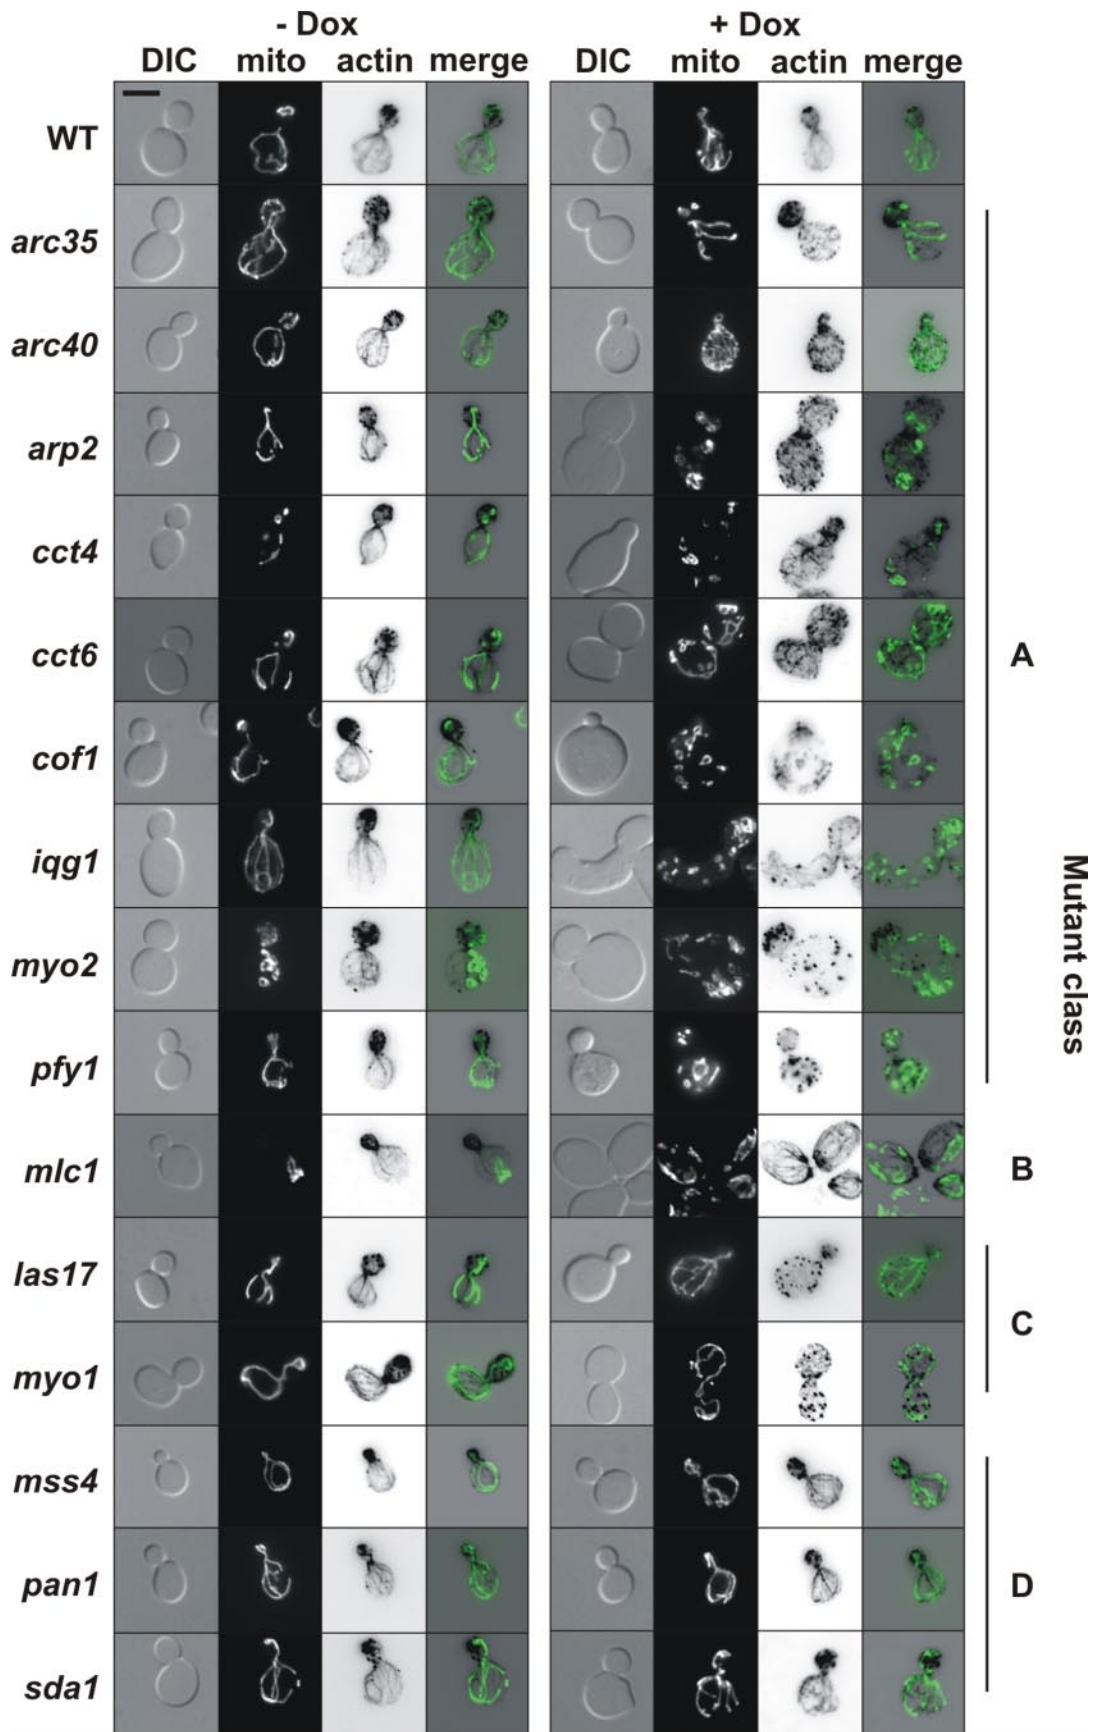 - Dox + Dox
DIC mito actin merge DIC mito actin merge
WT
arc35
arc40
arp2
cct4
cct6
A
cof1
iqg1
Mutant class
myo2
pfy1
mlc1
B
las17
C
myo1
mss4
pan1
D
sda1